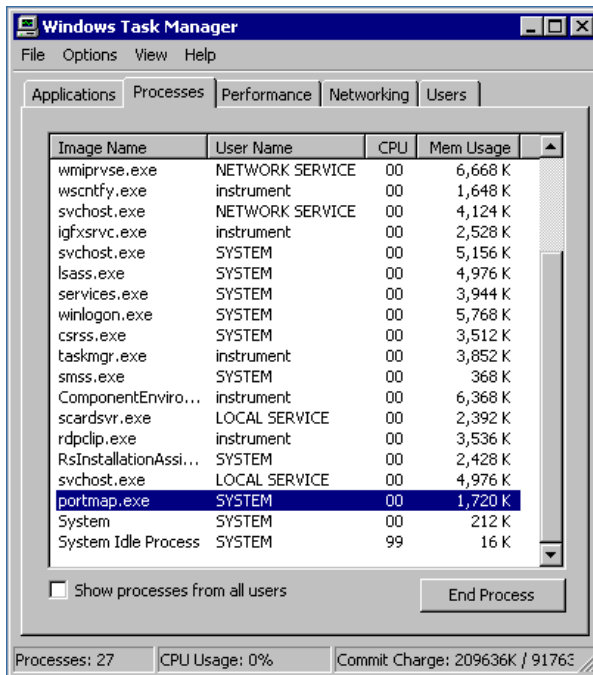 Windows Task Manager
File Options View Help
Applications Processes Performance Networking Users
Image Name User Name CPU Mem Usage
wmiprvse.exe NETWORK SERVICE 00 6,668 K
wscntfy.exe instrument 00 1,648 K
svchost.exe NETWORK SERVICE 00 4,124 K
igfxsrvc.exe instrument 00 2,528 K
svchost.exe SYSTEM 00 5,156 K
lsass.exe SYSTEM 00 4,976 K
services.exe SYSTEM 00 3,944 K
winlogon.exe SYSTEM 00 5,768 K
csrss.exe SYSTEM 00 3,512 K
taskmgr.exe instrument 00 3,852 K
smss.exe SYSTEM 00 368 K
ComponentEnviro... instrument 00 6,368 K
scardsvr.exe LOCAL SERVICE 00 2,392 K
rdpclip.exe instrument 00 3,536 K
RsInstallationAssi... SYSTEM 00 2,428 K
svchost.exe LOCAL SERVICE 00 4,976 K
portmap.exe SYSTEM 00 1,720 K
System SYSTEM 00 212 K
System Idle Process SYSTEM 99 16 K
Show processes from all users End Process
Processes: 27 CPU Usage: 0% Commit Charge: 209636K / 9176